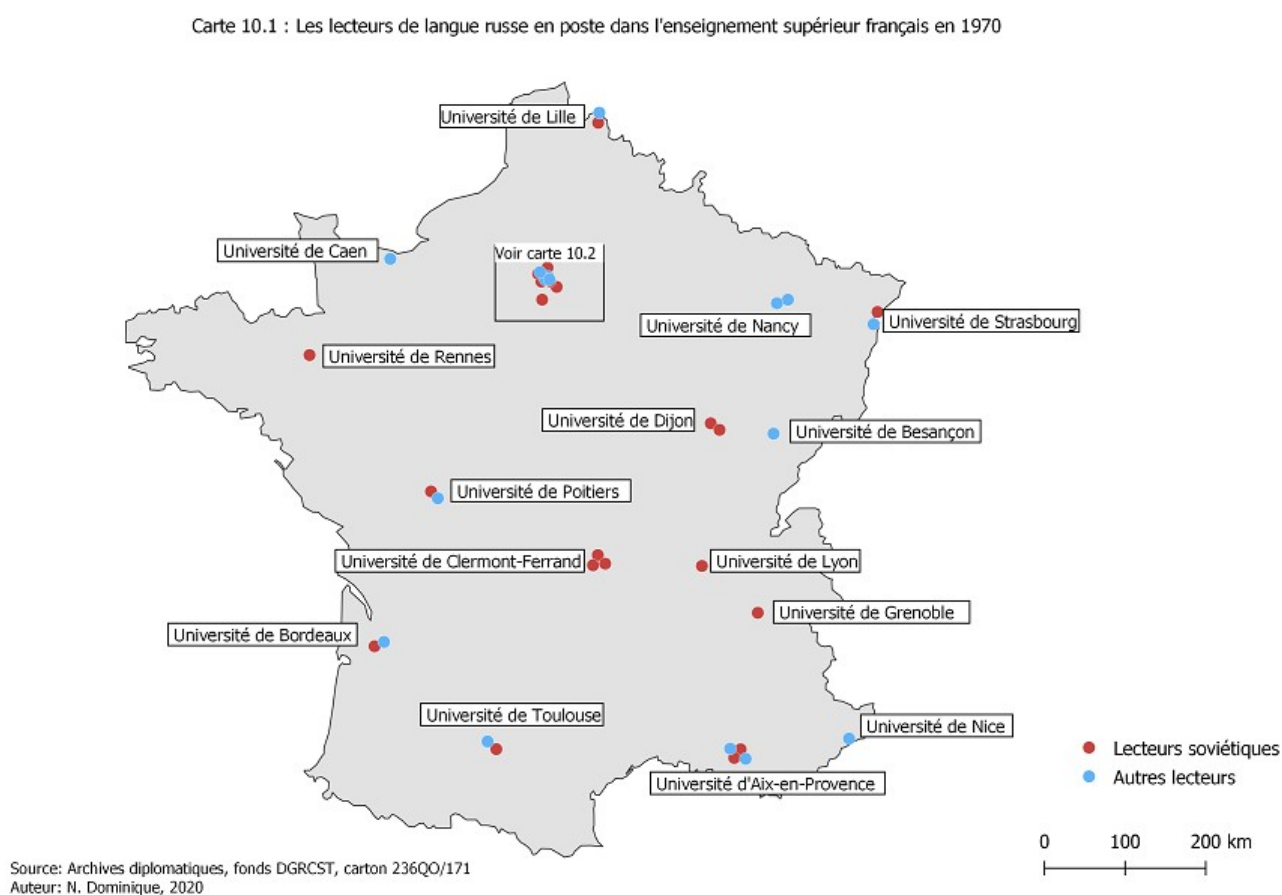 Carte 10.1 : Les lecteurs de langue russe en poste dans l'enseignement supérieur français en 1970
Université de Lille
Université de Caen
Voir carte 10.2
Université de Nancy
Université de Strasbourg
Université de Rennes
Université de Dijon
Université de Besançon
Université de Poitiers
Université de Clermont-Ferrand
Université de Lyon
Université de Grenoble
Université de Bordeaux
Université de Toulouse
Université de Nice
Université d'Aix-en-Provence
Lecteurs soviétiques
Autres lecteurs
0 100 200 km
Source: Archives diplomatiques, fonds DGRCST, carton 236QO/171
Auteur: N. Dominique, 2020